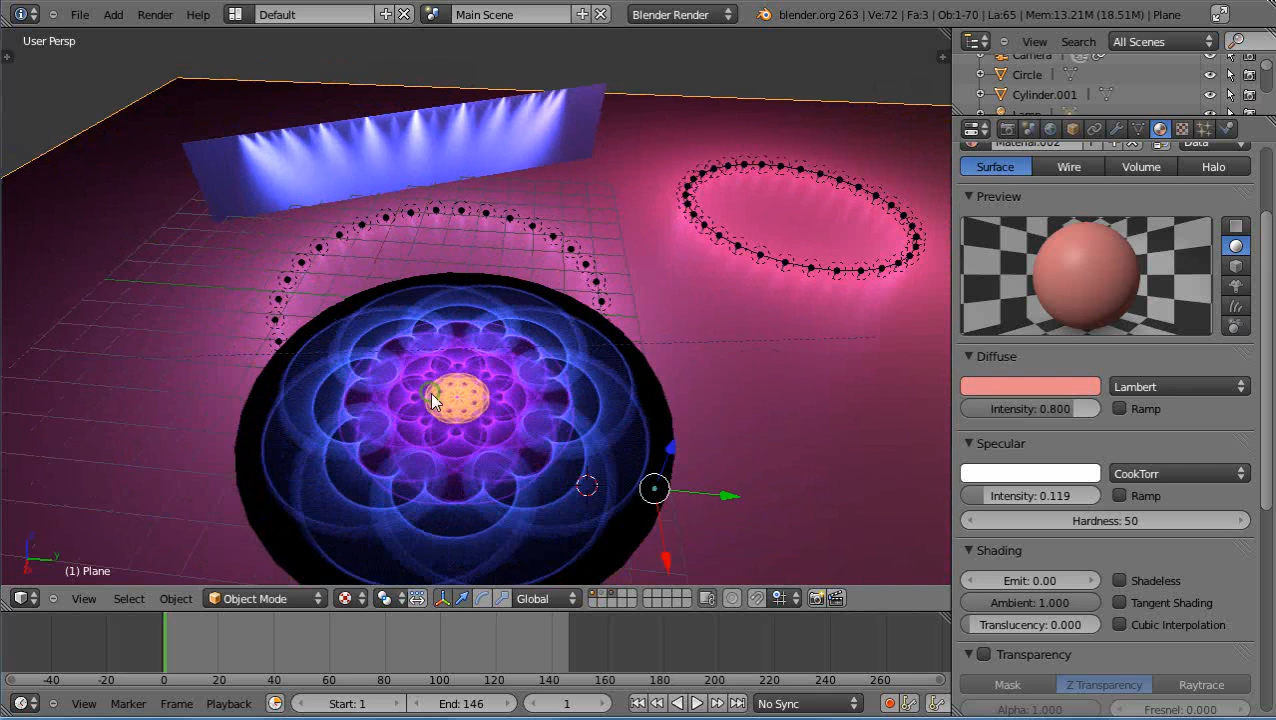 File Add Render Help Default Main Scene Blender Render blender.org 263 | Ve:72 | Fa:3 | Ob:1-70 | La:65 | Mem:13.21M (18.51M) | Plane
User Persp
View Search All Scenes
Camera
Circle
Cylinder.001
Lamp
Material.002 Data
Surface Wire Volume Halo
Preview
Diffuse
Lambert
Intensity: 0.800 Ramp
Specular
CookTorr
Intensity: 0.119 Ramp
Hardness: 50
Shading
Emit: 0.00 Shadeless
Ambient: 1.000 Tangent Shading
Translucency: 0.000 Cubic Interpolation
Transparency
Mask Z Transparency Raytrace
Alpha: 1.000 Fresnel: 0.000
z
y
(1) Plane
View Select Object Object Mode Global
-40 -20 0 20 40 60 80 100 120 140 160 180 200 220 240 260
View Marker Frame Playback Start: 1 End: 146 1 No Sync